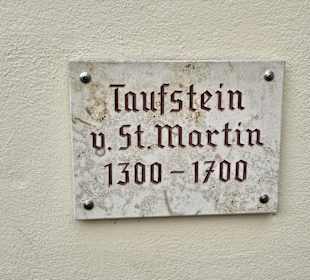 Taufstein
v. St. Martin
1300 – 1700